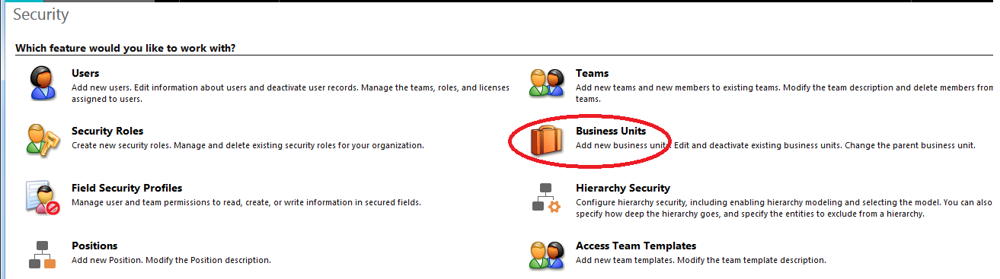 Security
Which feature would you like to work with?
Users
Add new users. Edit information about users and deactivate user records. Manage the teams, roles, and licenses
assigned to users.
Teams
Add new teams and new members to existing teams. Modify the team description and delete members from
teams.
Security Roles
Create new security roles. Manage and delete existing security roles for your organization.
Business Units
Add new business units. Edit and deactivate existing business units. Change the parent business unit.
Field Security Profiles
Manage user and team permissions to read, create, or write information in secured fields.
Hierarchy Security
Configure hierarchy security, including enabling hierarchy modeling and selecting the model. You can also
specify how deep the hierarchy goes, and specify the entities to exclude from a hierarchy.
Positions
Add new Position. Modify the Position description.
Access Team Templates
Add new team templates. Modify the team template description.